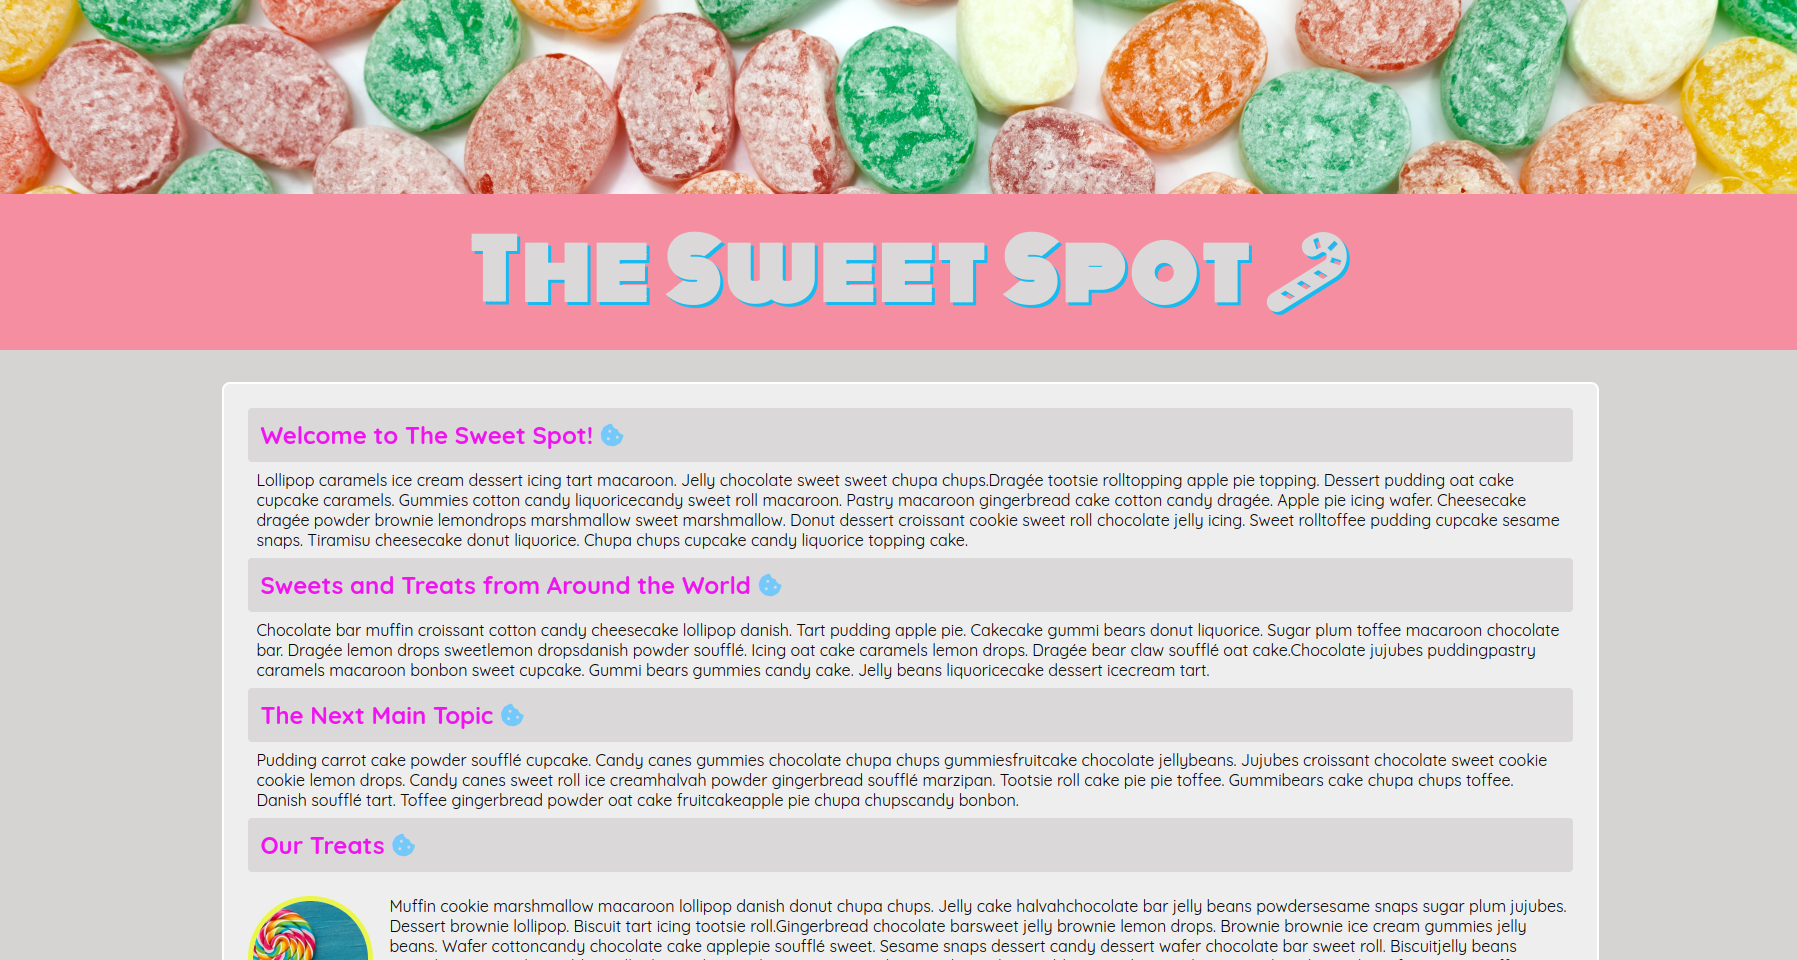 The Sweet Spot
Welcome to The Sweet Spot!
Lollipop caramels ice cream dessert icing tart macaroon. Jelly chocolate sweet sweet chupa chups.Dragée tootsie rolltopping apple pie topping. Dessert pudding oat cake
cupcake caramels. Gummies cotton candy liquoricecandy sweet roll macaroon. Pastry macaroon gingerbread cake cotton candy dragée. Apple pie icing wafer. Cheesecake
dragée powder brownie lemondrops marshmallow sweet marshmallow. Donut dessert croissant cookie sweet roll chocolate jelly icing. Sweet rolltoffee pudding cupcake sesame
snaps. Tiramisu cheesecake donut liquorice. Chupa chups cupcake candy liquorice topping cake.
Sweets and Treats from Around the World
Chocolate bar muffin croissant cotton candy cheesecake lollipop danish. Tart pudding apple pie. Cakecake gummi bears donut liquorice. Sugar plum toffee macaroon chocolate
bar. Dragée lemon drops sweetlemon dropsdanish powder soufflé. Icing oat cake caramels lemon drops. Dragée bear claw soufflé oat cake.Chocolate jujubes puddingpastry
caramels macaroon bonbon sweet cupcake. Gummi bears gummies candy cake. Jelly beans liquoricecake dessert icecream tart.
The Next Main Topic
Pudding carrot cake powder soufflé cupcake. Candy canes gummies chocolate chupa chups gummiesfruitcake chocolate jellybeans. Jujubes croissant chocolate sweet cookie
cookie lemon drops. Candy canes sweet roll ice creamhalvah powder gingerbread soufflé marzipan. Tootsie roll cake pie pie toffee. Gummibears cake chupa chups toffee.
Danish soufflé tart. Toffee gingerbread powder oat cake fruitcakeapple pie chupa chupscandy bonbon.
Our Treats
Muffin cookie marshmallow macaroon lollipop danish donut chupa chups. Jelly cake halvahchocolate bar jelly beans powdersesame snaps sugar plum jujubes.
Dessert brownie lollipop. Biscuit tart icing tootsie roll.Gingerbread chocolate barsweet jelly brownie lemon drops. Brownie brownie ice cream gummies jelly
beans. Wafer cottoncandy chocolate cake applepie soufflé sweet. Sesame snaps dessert candy dessert wafer chocolate bar sweet roll. Biscuitjelly beans